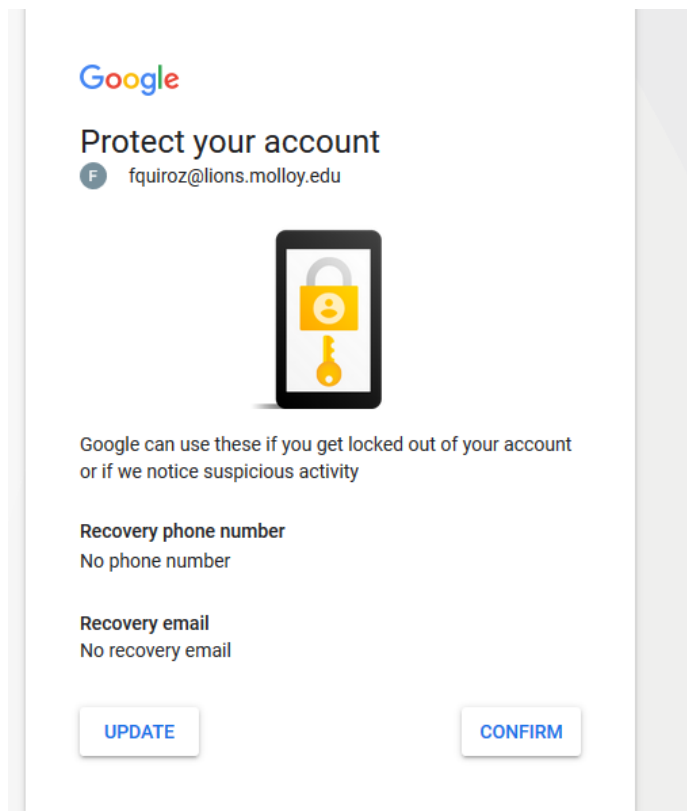 Google
Protect your account
F fquiroz@lions.molloy.edu
Google can use these if you get locked out of your account
or if we notice suspicious activity
Recovery phone number
No phone number
Recovery email
No recovery email
UPDATE CONFIRM